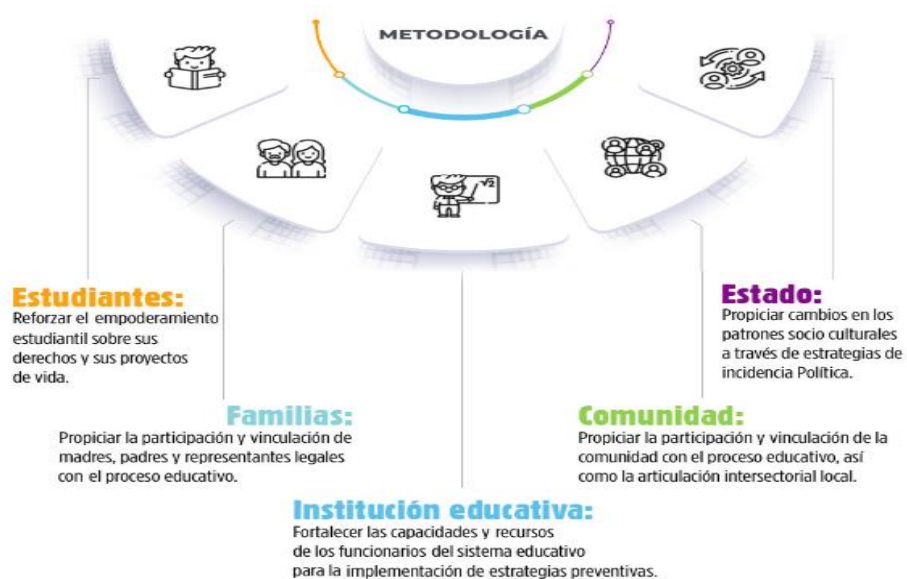 METODOLOGÍA
√2
Estudiantes:
Reforzar el empoderamiento
estudiantil sobre sus
derechos y sus proyectos
de vida.
Estado:
Propiciar cambios en los
patrones socio culturales
a través de estrategias de
incidencia Política.
Familias:
Propiciar la participación y vinculación de
madres, padres y representantes legales
con el proceso educativo.
Comunidad:
Propiciar la participación y vinculación de la
comunidad con el proceso educativo, así
como la articulación intersectorial local.
Institución educativa:
Fortalecer las capacidades y recursos
de los funcionarios del sistema educativo
para la implementación de estrategias preventivas.